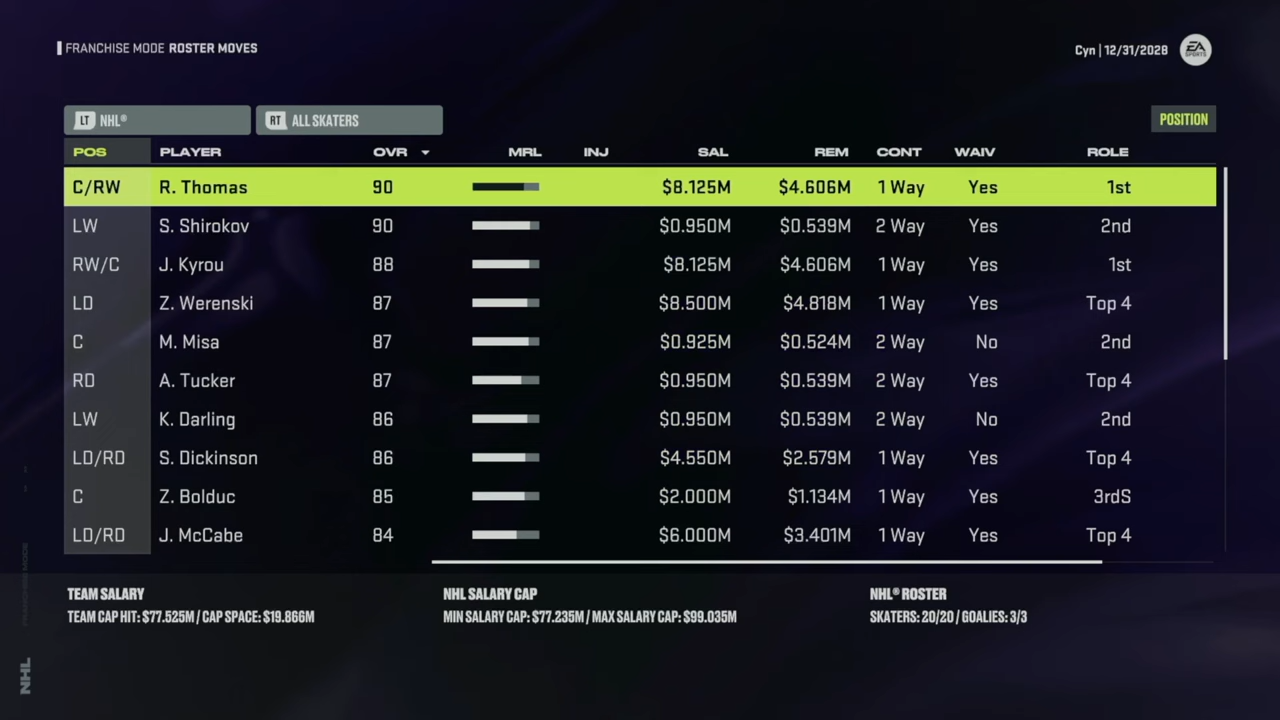 FRANCHISE MODE ROSTER MOVES
Cyn | 12/31/2028
EA SPORTS
LT NHL®
RT ALL SKATERS
POSITION
POS PLAYER OVR MRL INJ SAL REM CONT WAIV ROLE
C/RW R. Thomas 90 $8.125M $4.606M 1 Way Yes 1st
LW S. Shirokov 90 $0.950M $0.539M 2 Way Yes 2nd
RW/C J. Kyrou 88 $8.125M $4.606M 1 Way Yes 1st
LD Z. Werenski 87 $8.500M $4.818M 1 Way Yes Top 4
C M. Misa 87 $0.925M $0.524M 2 Way No 2nd
RD A. Tucker 87 $0.950M $0.539M 2 Way Yes Top 4
LW K. Darling 86 $0.950M $0.539M 2 Way No 2nd
LD/RD S. Dickinson 86 $4.550M $2.579M 1 Way Yes Top 4
C Z. Bolduc 85 $2.000M $1.134M 1 Way Yes 3rdS
LD/RD J. McCabe 84 $6.000M $3.401M 1 Way Yes Top 4
TEAM SALARY
TEAM CAP HIT: $77.525M / CAP SPACE: $19.866M
NHL SALARY CAP
MIN SALARY CAP: $77.235M / MAX SALARY CAP: $99.035M
NHL® ROSTER
SKATERS: 20/20 / GOALIES: 3/3
FRANCHISE MODE
NHL